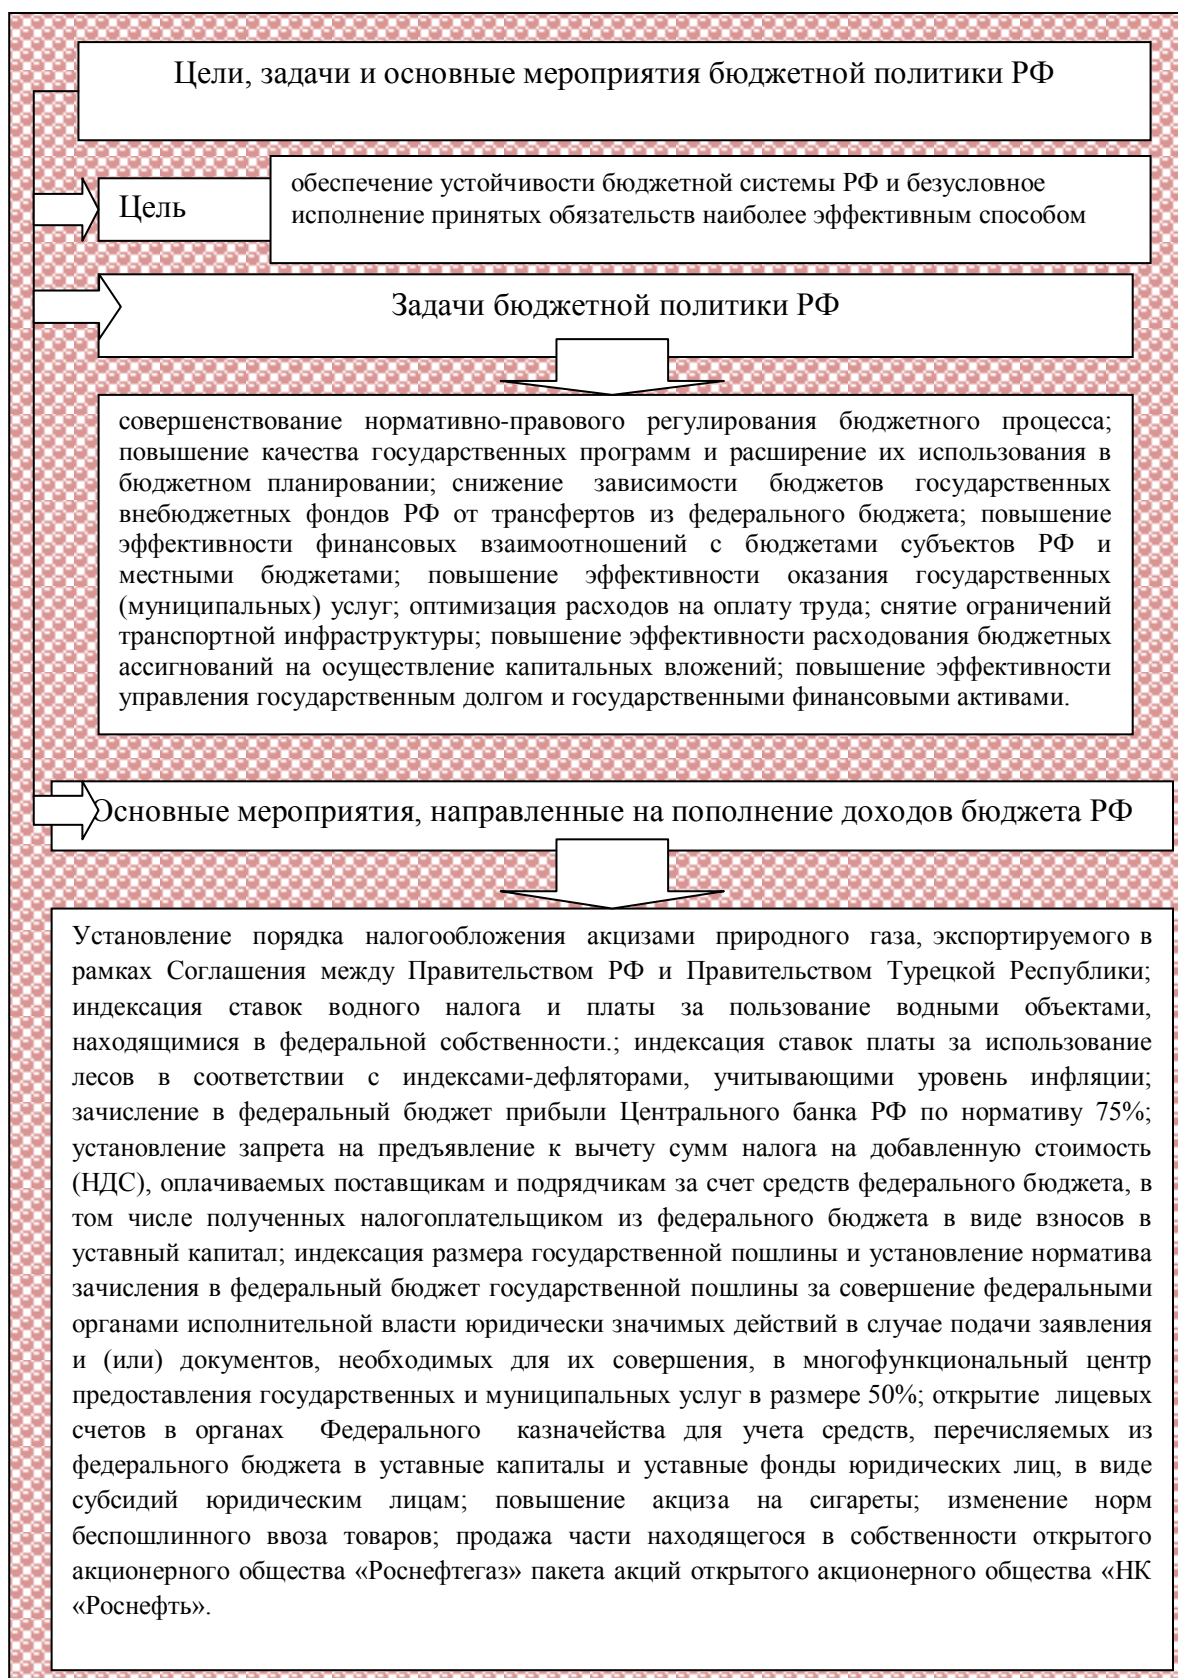 Цели, задачи и основные мероприятия бюджетной политики РФ
Цель
обеспечение устойчивости бюджетной системы РФ и безусловное
исполнение принятых обязательств наиболее эффективным способом
Задачи бюджетной политики РФ
совершенствование нормативно-правового регулирования бюджетного процесса;
повышение качества государственных программ и расширение их использования в
бюджетном планировании; снижение зависимости бюджетов государственных
внебюджетных фондов РФ от трансфертов из федерального бюджета; повышение
эффективности финансовых взаимоотношений с бюджетами субъектов РФ и
местными бюджетами; повышение эффективности оказания государственных
(муниципальных) услуг; оптимизация расходов на оплату труда; снятие ограничений
транспортной инфраструктуры; повышение эффективности расходования бюджетных
ассигнований на осуществление капитальных вложений; повышение эффективности
управления государственным долгом и государственными финансовыми активами.
Основные мероприятия, направленные на пополнение доходов бюджета РФ
Установление порядка налогообложения акцизами природного газа, экспортируемого в
рамках Соглашения между Правительством РФ и Правительством Турецкой Республики;
индексация ставок водного налога и платы за пользование водными объектами,
находящимися в федеральной собственности.; индексация ставок платы за использование
лесов в соответствии с индексами-дефляторами, учитывающими уровень инфляции;
зачисление в федеральный бюджет прибыли Центрального банка РФ по нормативу 75%;
установление запрета на предъявление к вычету сумм налога на добавленную стоимость
(НДС), оплачиваемых поставщикам и подрядчикам за счет средств федерального бюджета, в
том числе полученных налогоплательщиком из федерального бюджета в виде взносов в
уставный капитал; индексация размера государственной пошлины и установление норматива
зачисления в федеральный бюджет государственной пошлины за совершение федеральными
органами исполнительной власти юридически значимых действий в случае подачи заявления
и (или) документов, необходимых для их совершения, в многофункциональный центр
предоставления государственных и муниципальных услуг в размере 50%; открытие лицевых
счетов в органах Федерального казначейства для учета средств, перечисляемых из
федерального бюджета в уставные капиталы и уставные фонды юридических лиц, в виде
субсидий юридическим лицам; повышение акциза на сигареты; изменение норм
беспошлинного ввоза товаров; продажа части находящегося в собственности открытого
акционерного общества «Роснефтегаз» пакета акций открытого акционерного общества «НК
«Роснефть».